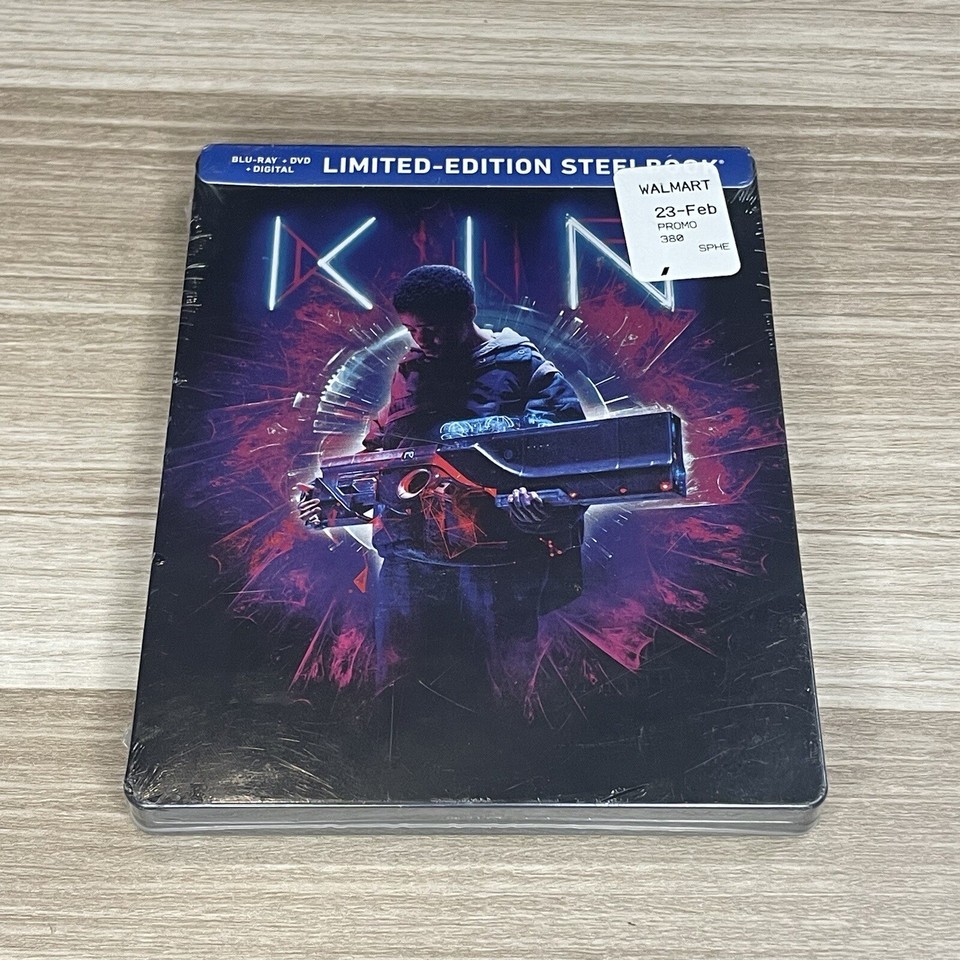 BLU-RAY + DVD
+ DIGITAL
LIMITED-EDITION STEELBOOK®
WALMART
23-Feb
PROMO
380
SPHE
KIN